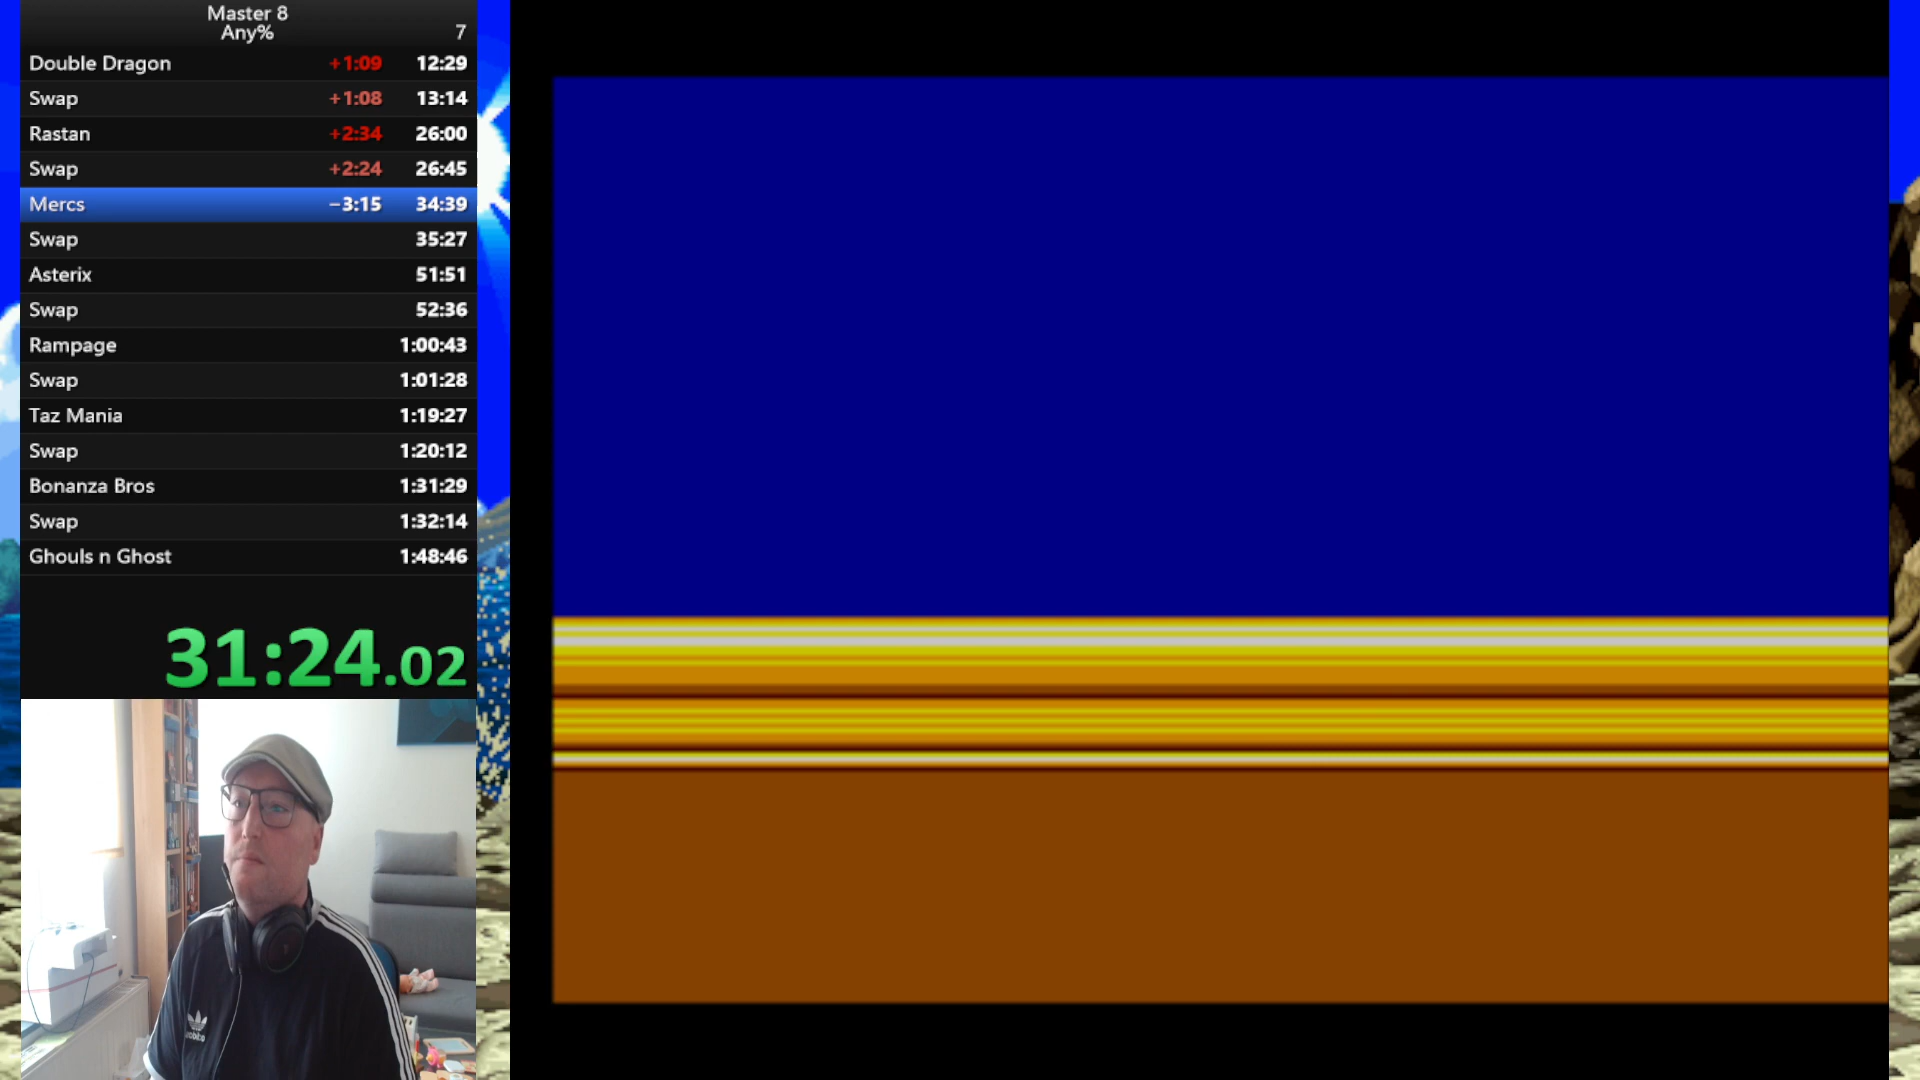 Master 8
Any%
7
Double Dragon +1:09 12:29
Swap +1:08 13:14
Rastan +2:34 26:00
Swap +2:24 26:45
Mercs −3:15 34:39
Swap 35:27
Asterix 51:51
Swap 52:36
Rampage 1:00:43
Swap 1:01:28
Taz Mania 1:19:27
Swap 1:20:12
Bonanza Bros 1:31:29
Swap 1:32:14
Ghouls n Ghost 1:48:46
31:24.02